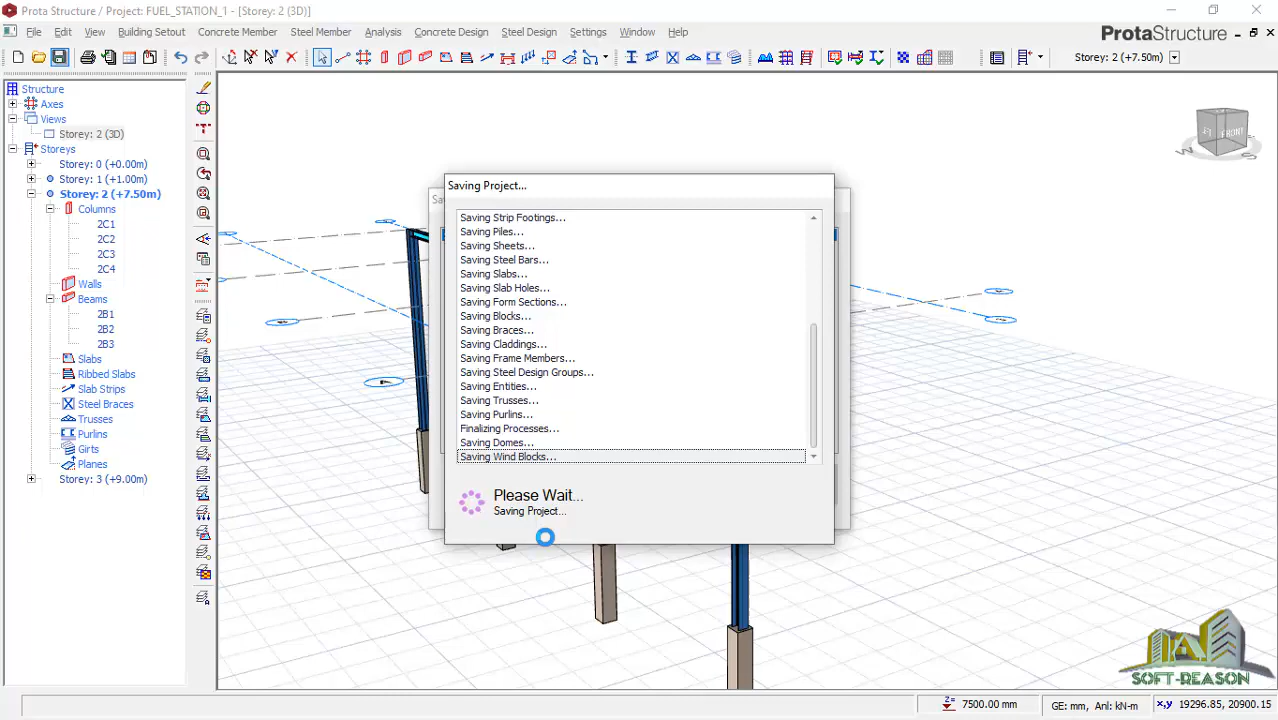 Prota Structure / Project: FUEL_STATION_1 - [Storey: 2 (3D)]
File Edit View Building Setout Concrete Member Steel Member Analysis Concrete Design Steel Design Settings Window Help
ProtaStructure
Storey: 2 (+7.50m)
Structure
Axes
Views
Storey: 2 (3D)
Storeys
Storey: 0 (+0.00m)
Storey: 1 (+1.00m)
Storey: 2 (+7.50m)
Columns
2C1
2C2
2C3
2C4
Walls
Beams
2B1
2B2
2B3
Slabs
Ribbed Slabs
Slab Strips
Steel Braces
Trusses
Purlins
Girts
Planes
Storey: 3 (+9.00m)
FRONT
W
S
Saving Project...
Saving Strip Footings...
Saving Piles...
Saving Sheets...
Saving Steel Bars...
Saving Slabs...
Saving Slab Holes...
Saving Form Sections...
Saving Blocks...
Saving Braces...
Saving Claddings...
Saving Frame Members...
Saving Steel Design Groups...
Saving Entities...
Saving Trusses...
Saving Purlins...
Finalizing Processes...
Saving Domes...
Saving Wind Blocks...
Please Wait...
Saving Project...
SOFT-REASON
Z= 7500.00 mm
GE: mm, Anl: kN-m
x,y 19296.85, 20900.15